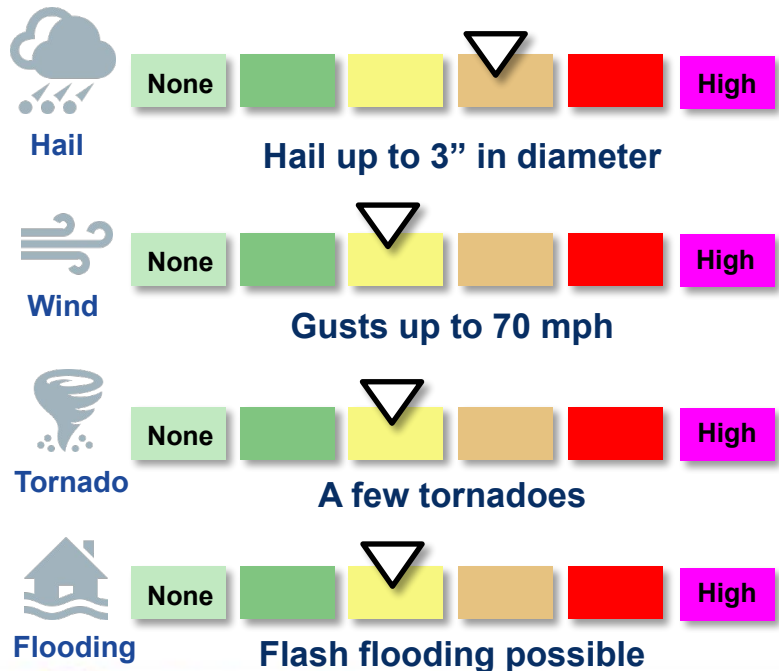 None High
Hail
Hail up to 3” in diameter
None High
Wind
Gusts up to 70 mph
None High
Tornado
A few tornadoes
None High
Flooding
Flash flooding possible